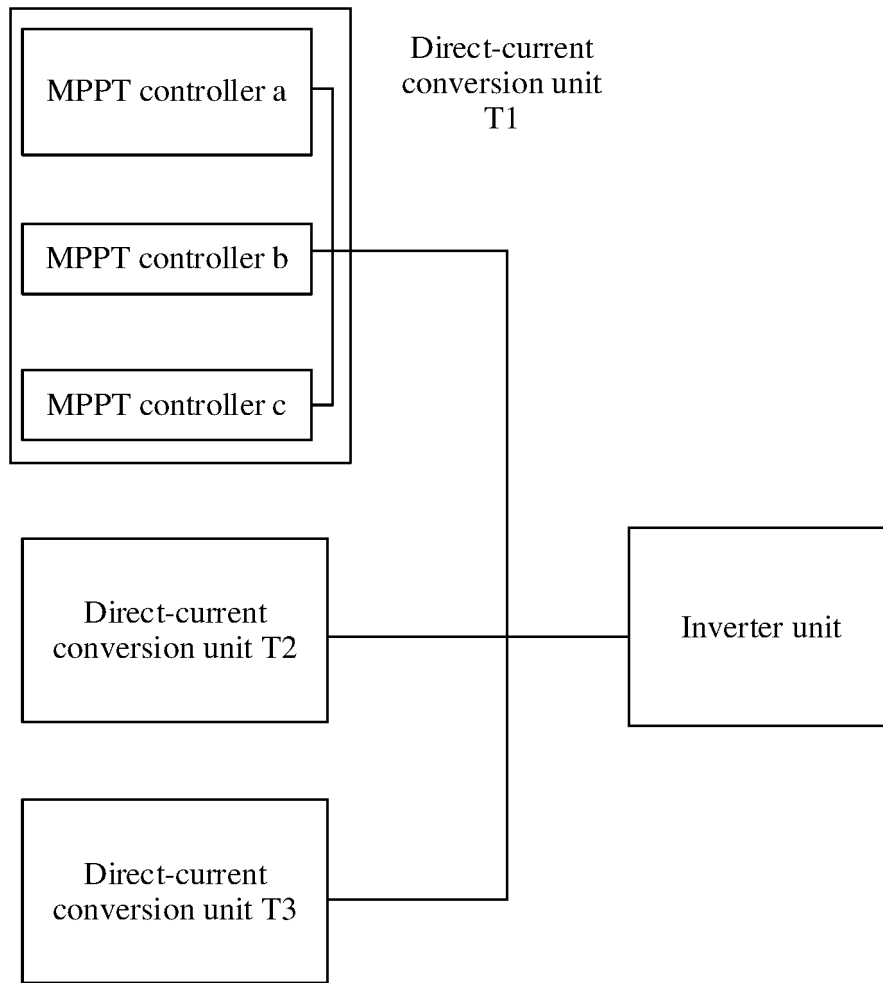 MPPT controller a
Direct-current
conversion unit
T1
MPPT controller b
MPPT controller c
Direct-current
conversion unit T2
Inverter unit
Direct-current
conversion unit T3